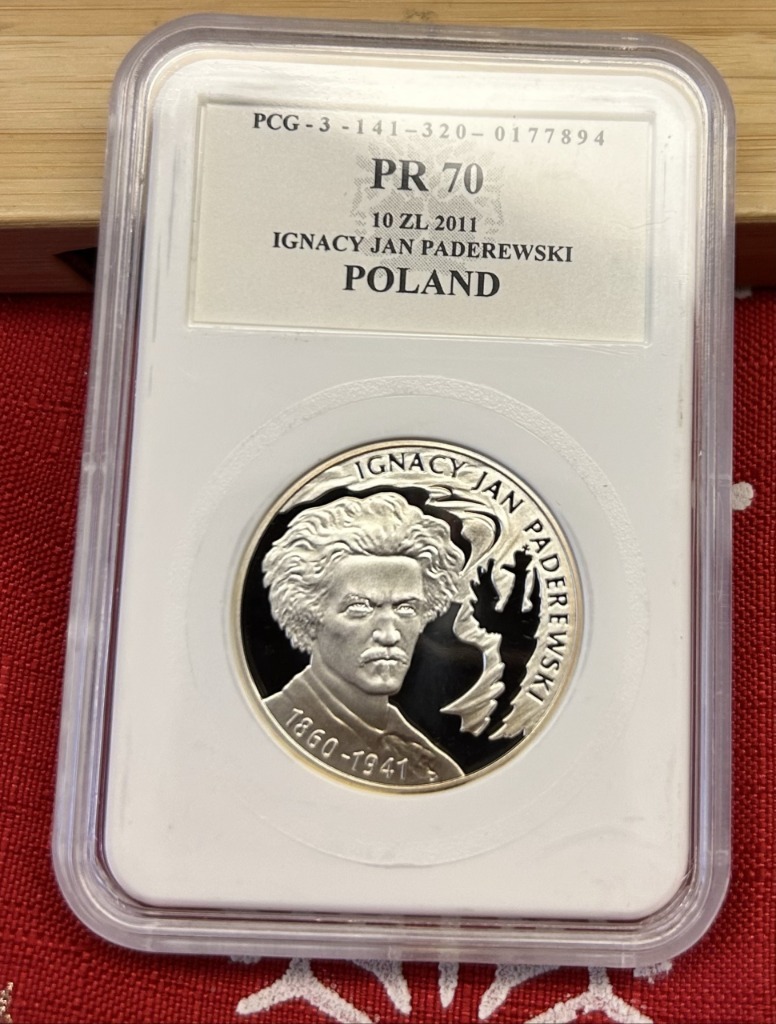 PCG - 3 - 141 - 320 - 0177894
PR 70
10 ZL 2011
IGNACY JAN PADEREWSKI
POLAND
IGNACY JAN PADEREWSKI
1860-1941